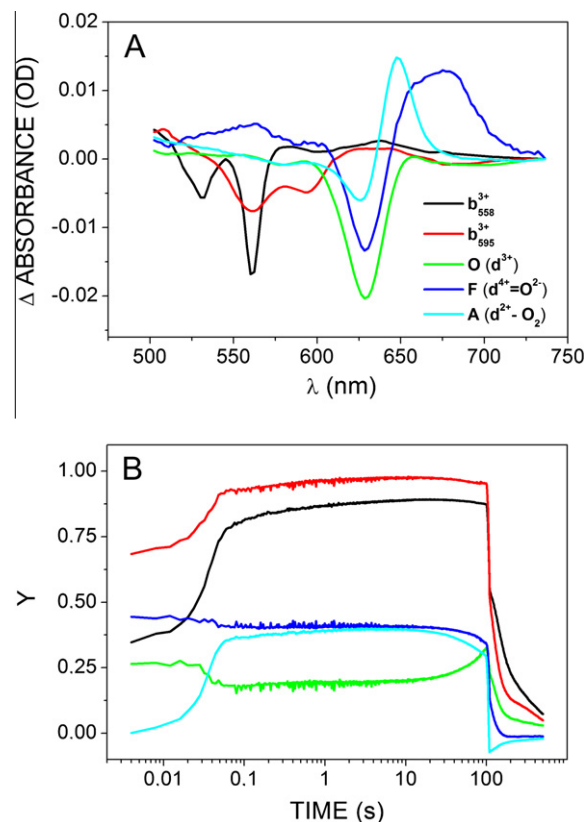 A
0.02
0.01
0.00
-0.01
-0.02
Δ ABSORBANCE (OD)
b³⁺₅₅₈
b³⁺₅₉₅
O (d³⁺)
F (d⁴⁺=O²⁻)
A (d²⁺- O₂)
500 550 600 650 700 750
λ (nm)
B
1.00
0.75
0.50
0.25
0.00
Y
0.01 0.1 1 10 100
TIME (s)